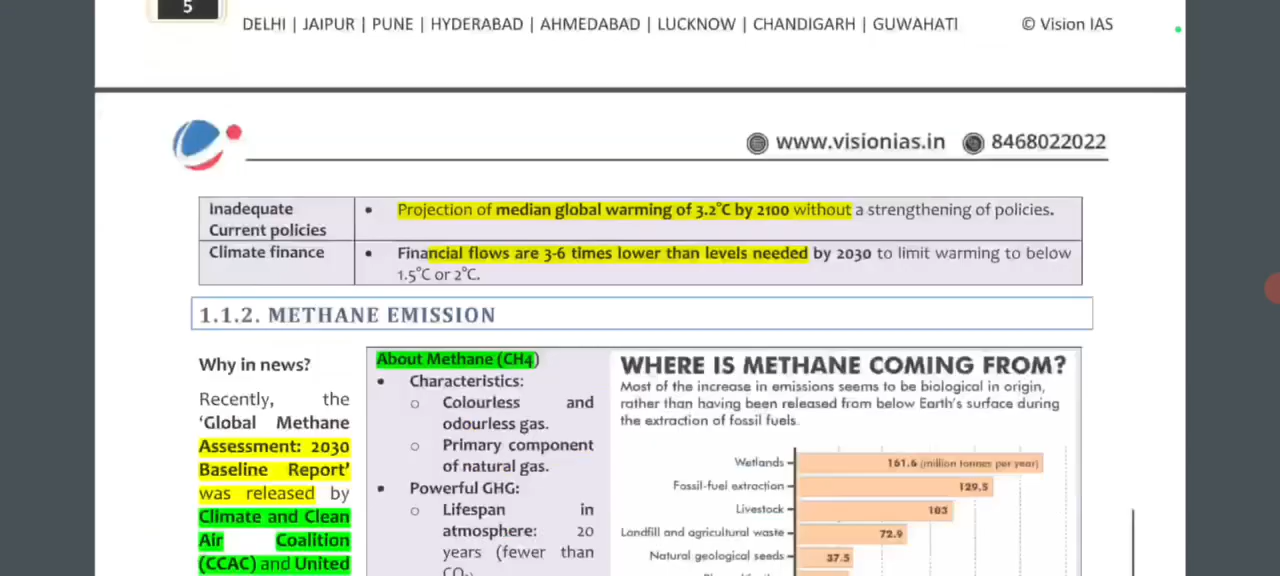 5
DELHI | JAIPUR | PUNE | HYDERABAD | AHMEDABAD | LUCKNOW | CHANDIGARH | GUWAHATI © Vision IAS
www.visionias.in 8468022022
Inadequate
Current policies
• Projection of median global warming of 3.2°C by 2100 without a strengthening of policies.
Climate finance
• Financial flows are 3-6 times lower than levels needed by 2030 to limit warming to below
1.5°C or 2°C.
1.1.2. METHANE EMISSION
Why in news?
Recently, the
‘Global Methane
Assessment: 2030
Baseline Report’
was released by
Climate and Clean
Air Coalition
(CCAC) and United
About Methane (CH4)
• Characteristics:
o Colourless and
odourless gas.
o Primary component
of natural gas.
• Powerful GHG:
o Lifespan in
atmosphere: 20
years (fewer than
CO₂)
WHERE IS METHANE COMING FROM?
Most of the increase in emissions seems to be biological in origin,
rather than having been released from below Earth's surface during
the extraction of fossil fuels.
Wetlands 161.6 (million tonnes per year)
Fossil-fuel extraction 129.5
Livestock 103
Landfill and agricultural waste 72.9
Natural geological seeds 37.5